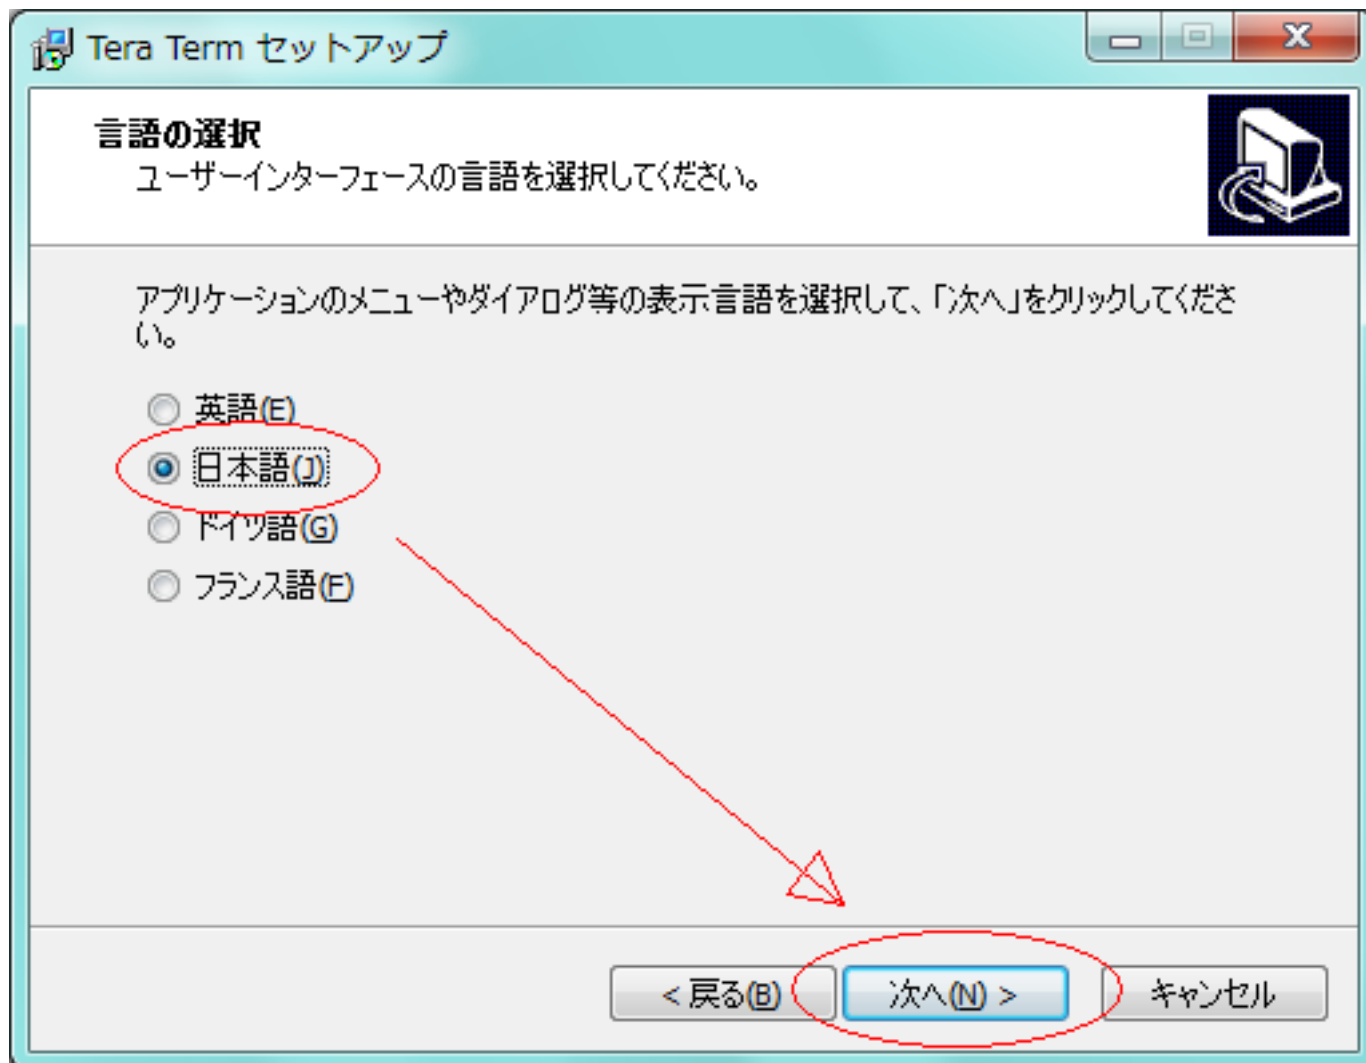 Tera Term セットアップ
言語の選択
ユーザーインターフェースの言語を選択してください。
アプリケーションのメニューやダイアログ等の表示言語を選択して、「次へ」をクリックしてくださ
い。
英語(E)
日本語(J)
ドイツ語(G)
フランス語(F)
< 戻る(B) 次へ(N) > キャンセル